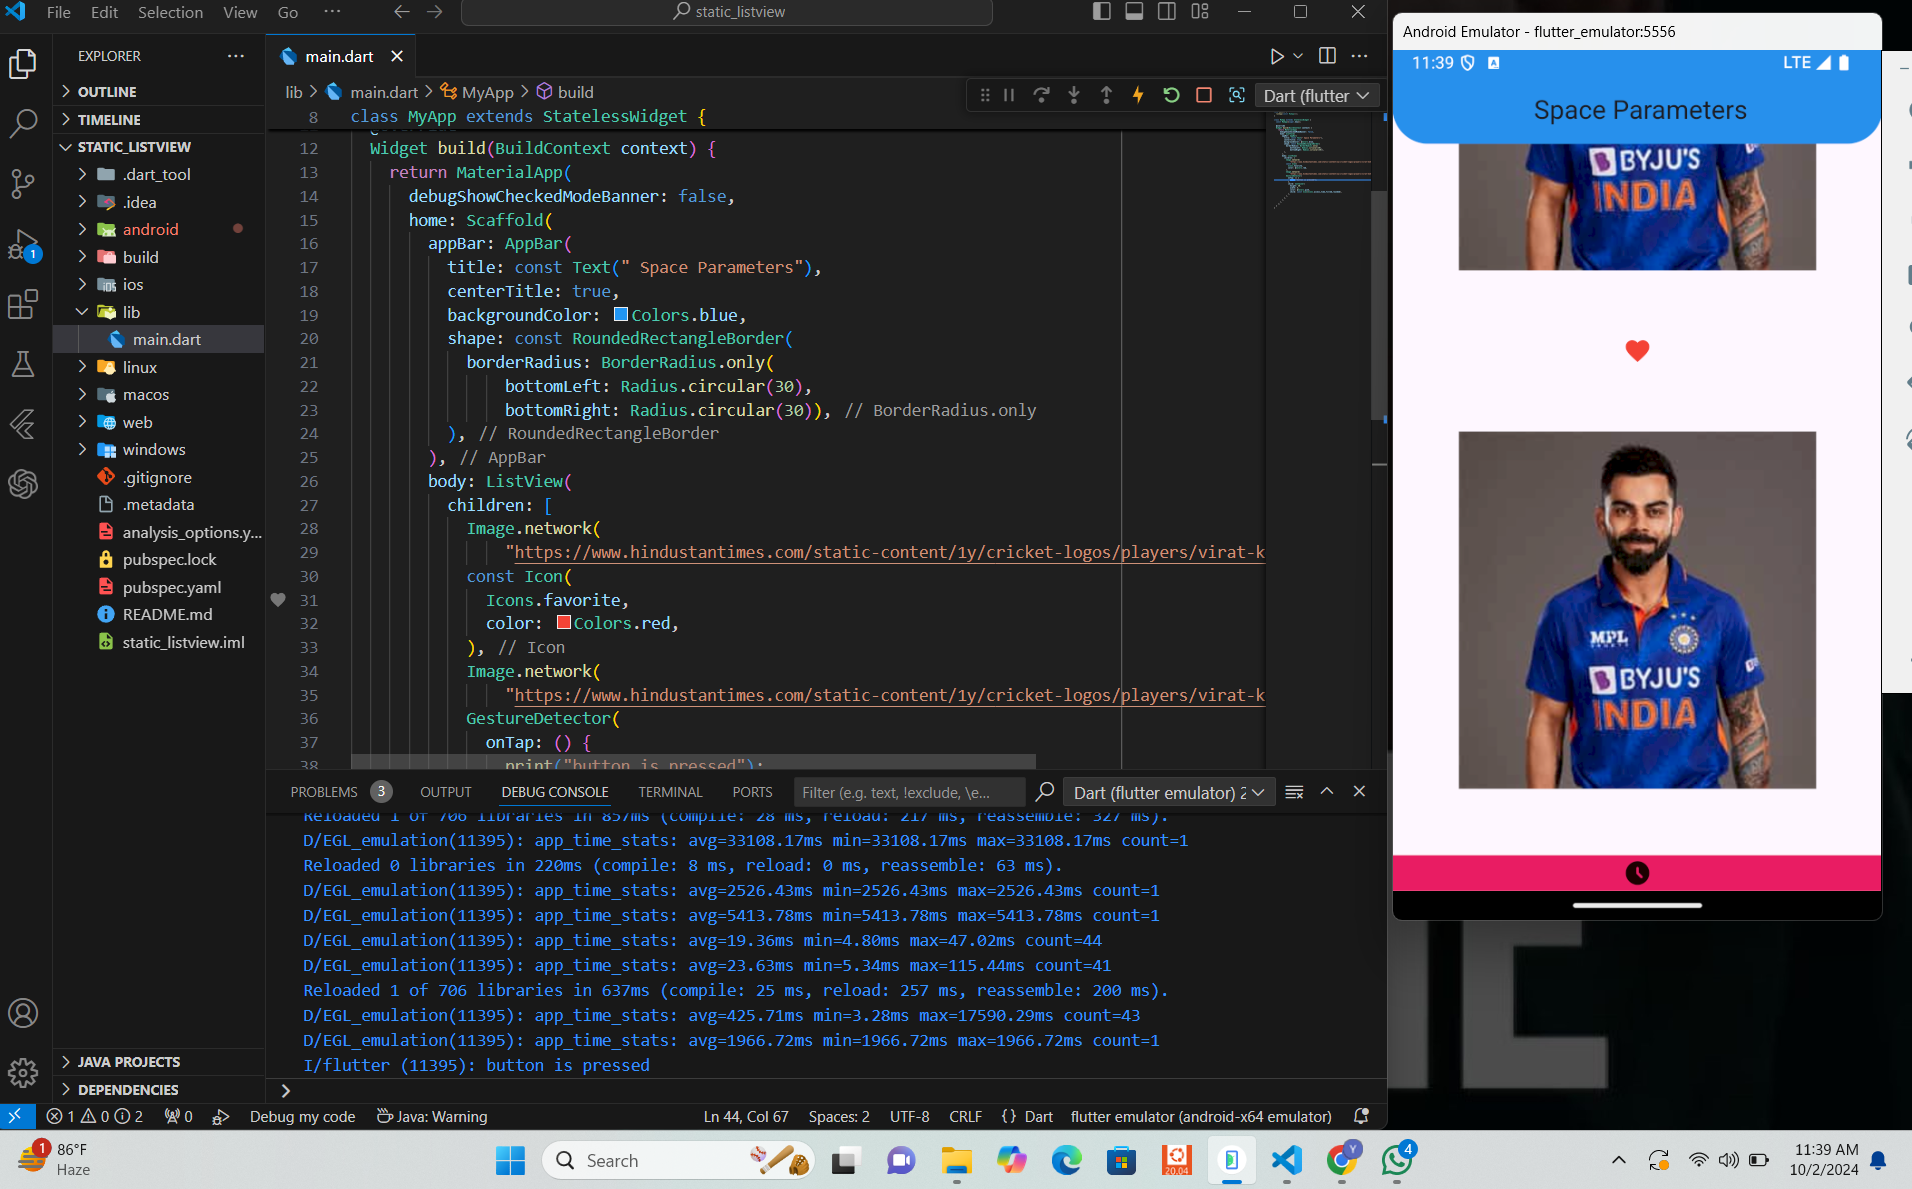 File Edit Selection View Go ··· static_listview
EXPLORER ···
OUTLINE
TIMELINE
STATIC_LISTVIEW
.dart_tool
.idea
android
build
ios
lib
main.dart
linux
macos
web
windows
.gitignore
.metadata
analysis_options.y...
pubspec.lock
pubspec.yaml
README.md
static_listview.iml
JAVA PROJECTS
DEPENDENCIES
1
main.dart
lib > main.dart > MyApp > build
Dart (flutter
8 class MyApp extends StatelessWidget {
12 Widget build(BuildContext context) {
13 return MaterialApp(
14 debugShowCheckedModeBanner: false,
15 home: Scaffold(
16 appBar: AppBar(
17 title: const Text(" Space Parameters"),
18 centerTitle: true,
19 backgroundColor: Colors.blue,
20 shape: const RoundedRectangleBorder(
21 borderRadius: BorderRadius.only(
22 bottomLeft: Radius.circular(30),
23 bottomRight: Radius.circular(30)), // BorderRadius.only
24 ), // RoundedRectangleBorder
25 ), // AppBar
26 body: ListView(
27 children: [
28 Image.network(
29 "https://www.hindustantimes.com/static-content/1y/cricket-logos/players/virat-k
30 const Icon(
31 Icons.favorite,
32 color: Colors.red,
33 ), // Icon
34 Image.network(
35 "https://www.hindustantimes.com/static-content/1y/cricket-logos/players/virat-k
36 GestureDetector(
37 onTap: () {
38 print("button is pressed");
PROBLEMS 3 OUTPUT DEBUG CONSOLE TERMINAL PORTS Filter (e.g. text, !exclude, \e... Dart (flutter emulator) 2
Reloaded 1 of 706 libraries in 857ms (compile: 28 ms, reload: 217 ms, reassemble: 327 ms).
D/EGL_emulation(11395): app_time_stats: avg=33108.17ms min=33108.17ms max=33108.17ms count=1
Reloaded 0 libraries in 220ms (compile: 8 ms, reload: 0 ms, reassemble: 63 ms).
D/EGL_emulation(11395): app_time_stats: avg=2526.43ms min=2526.43ms max=2526.43ms count=1
D/EGL_emulation(11395): app_time_stats: avg=5413.78ms min=5413.78ms max=5413.78ms count=1
D/EGL_emulation(11395): app_time_stats: avg=19.36ms min=4.80ms max=47.02ms count=44
D/EGL_emulation(11395): app_time_stats: avg=23.63ms min=5.34ms max=115.44ms count=41
Reloaded 1 of 706 libraries in 637ms (compile: 25 ms, reload: 257 ms, reassemble: 200 ms).
D/EGL_emulation(11395): app_time_stats: avg=425.71ms min=3.28ms max=17590.29ms count=43
D/EGL_emulation(11395): app_time_stats: avg=1966.72ms min=1966.72ms max=1966.72ms count=1
I/flutter (11395): button is pressed
1 0 2 0 Debug my code Java: Warning Ln 44, Col 67 Spaces: 2 UTF-8 CRLF {} Dart flutter emulator (android-x64 emulator)
Android Emulator - flutter_emulator:5556
11:39 LTE
Space Parameters
BYJU'S
INDIA
MPL
SPORTS
BYJU'S
INDIA
1 86°F
Haze
Search
20.04
Y
4
11:39 AM
10/2/2024